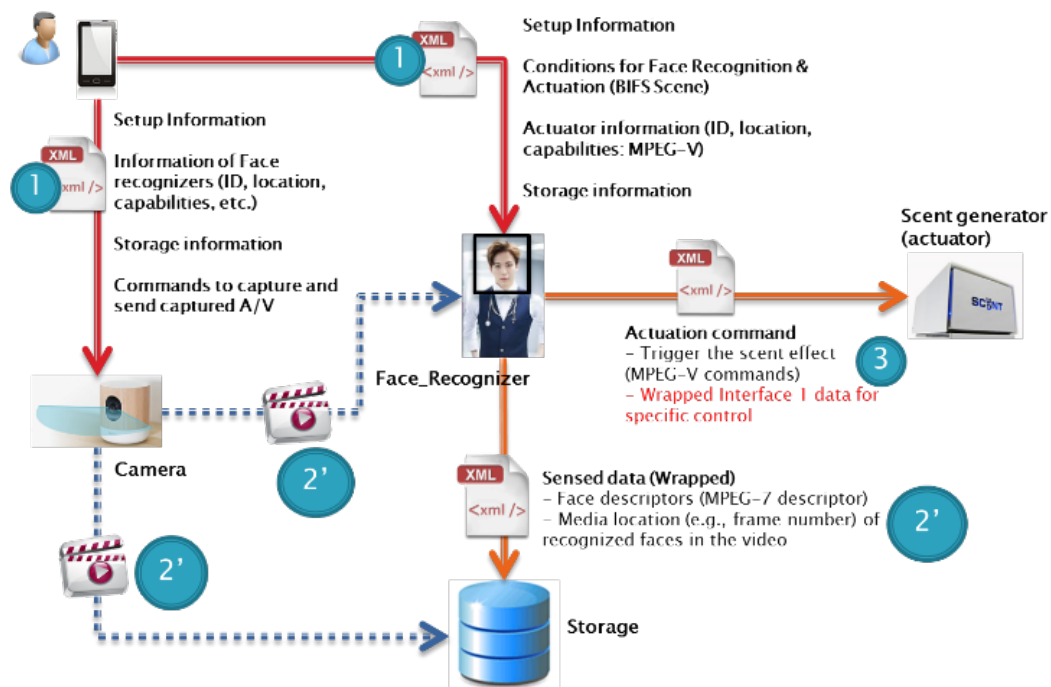 XML
<xml />
1
Setup Information
Conditions for Face Recognition &
Actuation (BIFS Scene)
Actuator information (ID, location,
capabilities: MPEG-V)
Storage information
Setup Information
XML
<xml />
1
Information of Face
recognizers (ID, location,
capabilities, etc.)
Storage information
Commands to capture and
send captured A/V
Scent generator
(actuator)
SCENT
XML
<xml />
Actuation command
– Trigger the scent effect
(MPEG-V commands)
– Wrapped Interface 1 data for
specific control
3
Face_Recognizer
Camera
2’
XML
<xml />
Sensed data (Wrapped)
– Face descriptors (MPEG-7 descriptor)
– Media location (e.g., frame number) of
recognized faces in the video
2’
2’
Storage